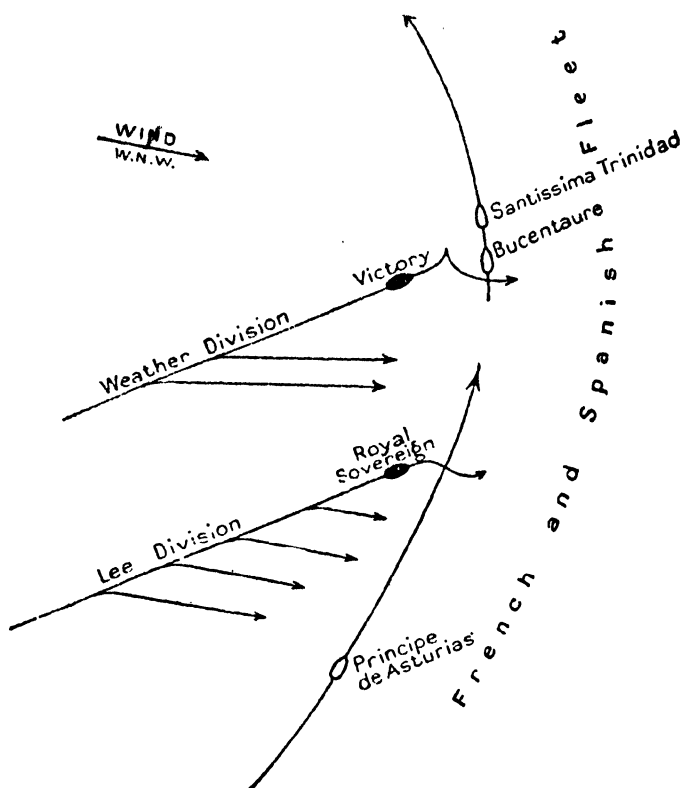 WIND
W.N.W.
Santissima Trinidad
Bucentaure
Victory
Weather Division
Royal
Sovereign
Lee Division
Principe
de Asturias
French and Spanish Fleet